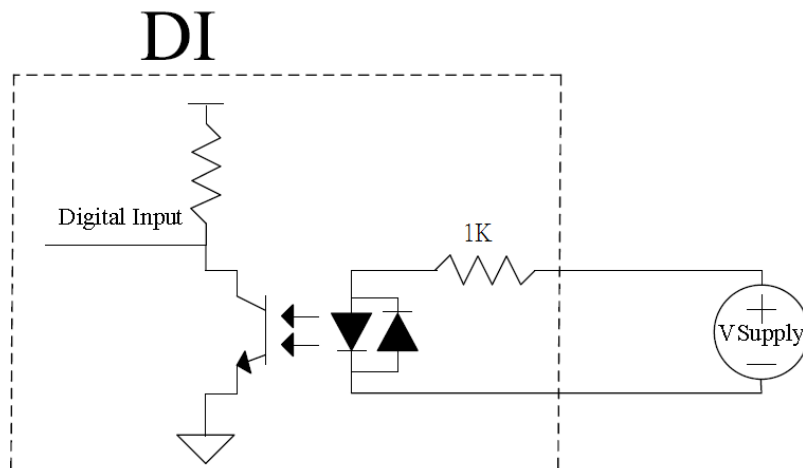 DI
Digital Input
1K
+
V Supply
—